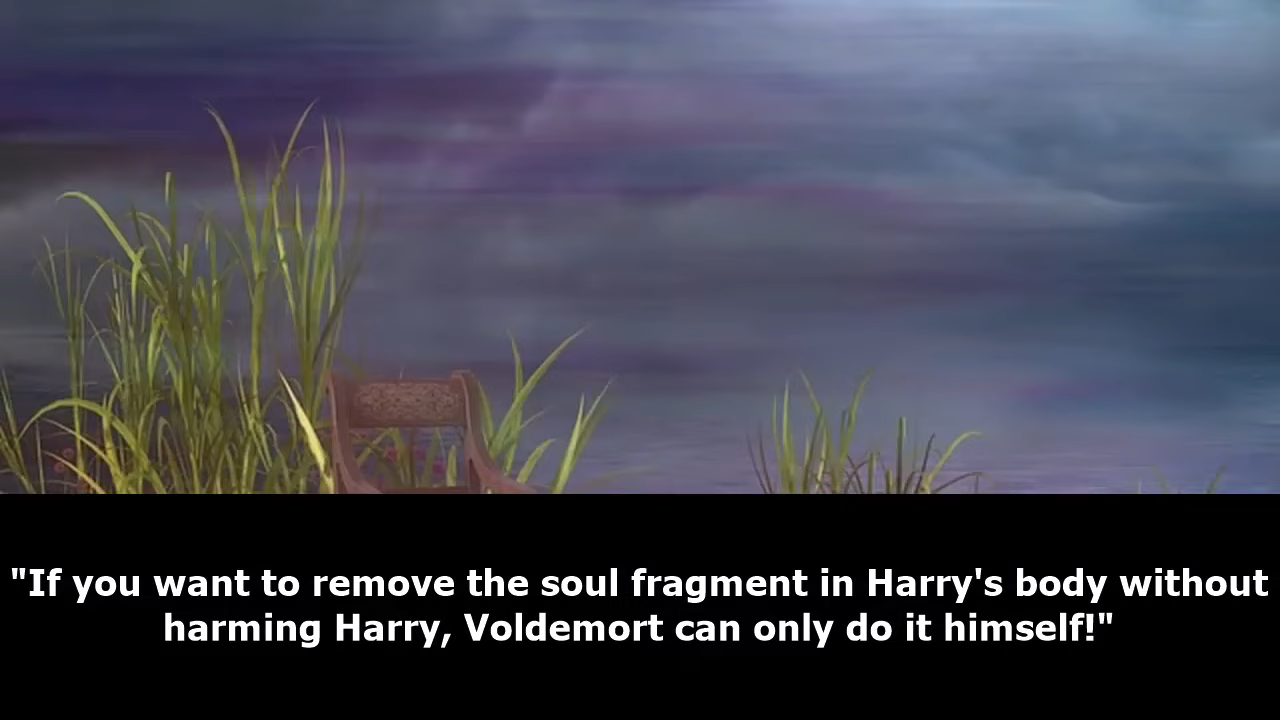 "If you want to remove the soul fragment in Harry's body without
harming Harry, Voldemort can only do it himself!"